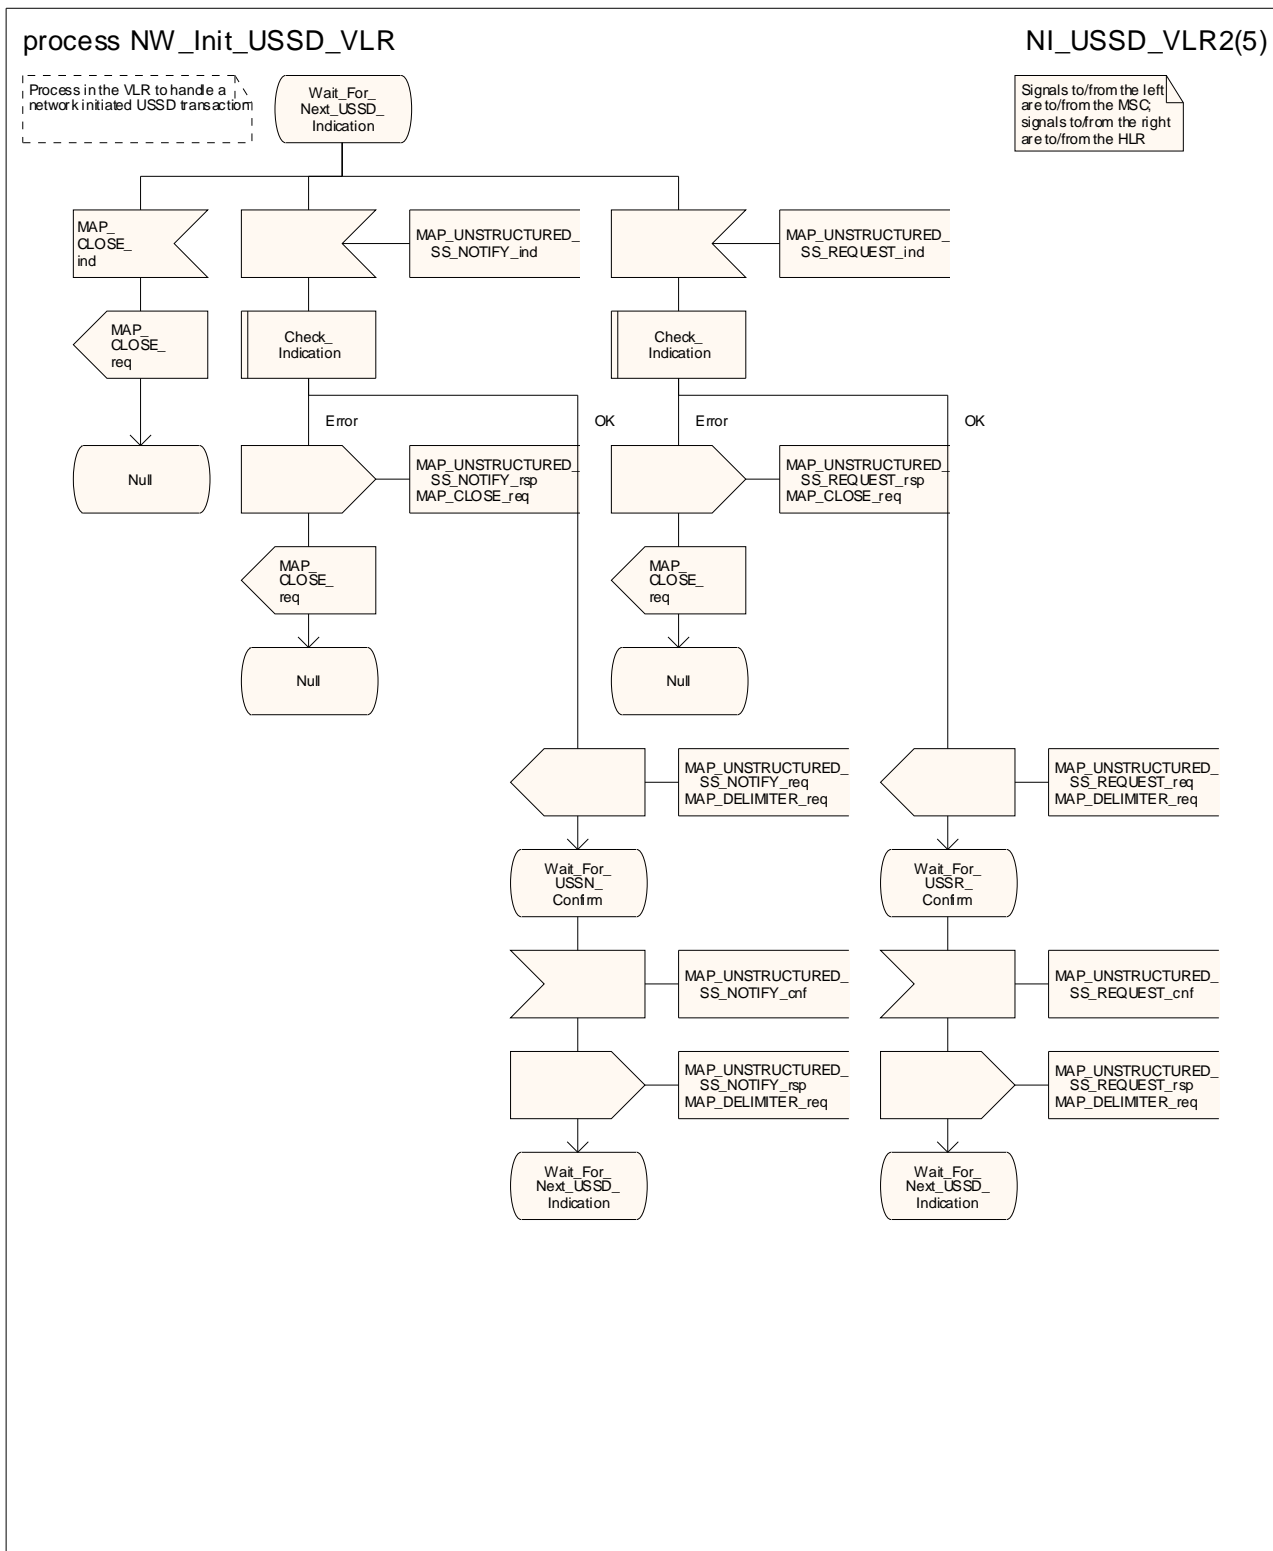 process NW_Init_USSD_VLR
NI_USSD_VLR2(5)
Process in the VLR to handle a
network initiated USSD transaction
Wait_For_
Next_USSD_
Indication
Signals to/from the left
are to/from the MSC;
signals to/from the right
are to/from the HLR
MAP_
CLOSE_
ind
MAP_UNSTRUCTURED_
SS_NOTIFY_ind
MAP_UNSTRUCTURED_
SS_REQUEST_ind
MAP_
CLOSE_
req
Check_
Indication
Check_
Indication
Error
OK
Error
OK
Null
MAP_UNSTRUCTURED_
SS_NOTIFY_rsp
MAP_CLOSE_req
MAP_UNSTRUCTURED_
SS_REQUEST_rsp
MAP_CLOSE_req
MAP_
CLOSE_
req
MAP_
CLOSE_
req
Null
Null
MAP_UNSTRUCTURED_
SS_NOTIFY_req
MAP_DELIMITER_req
MAP_UNSTRUCTURED_
SS_REQUEST_req
MAP_DELIMITER_req
Wait_For_
USSN_
Confirm
Wait_For_
USSR_
Confirm
MAP_UNSTRUCTURED_
SS_NOTIFY_cnf
MAP_UNSTRUCTURED_
SS_REQUEST_cnf
MAP_UNSTRUCTURED_
SS_NOTIFY_rsp
MAP_DELIMITER_req
MAP_UNSTRUCTURED_
SS_REQUEST_rsp
MAP_DELIMITER_req
Wait_For_
Next_USSD_
Indication
Wait_For_
Next_USSD_
Indication